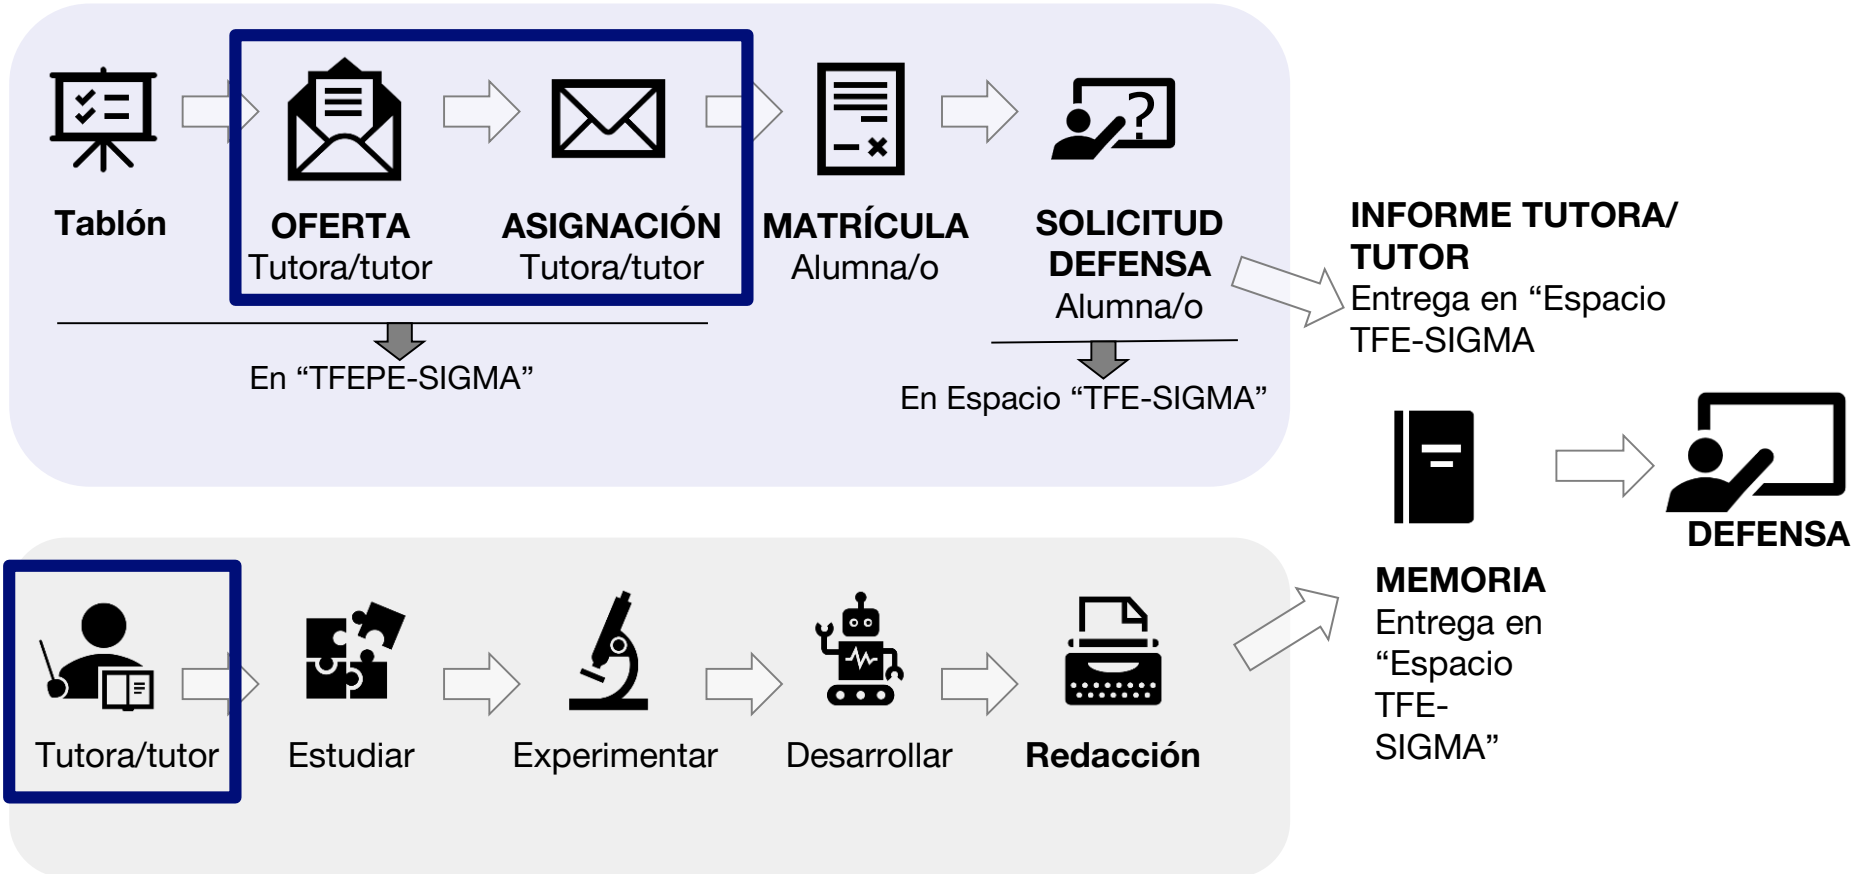 Tablón
OFERTA
Tutora/tutor
ASIGNACIÓN
Tutora/tutor
MATRÍCULA
Alumna/o
?
SOLICITUD
DEFENSA
Alumna/o
En “TFEPE-SIGMA”
En Espacio “TFE-SIGMA”
INFORME TUTORA/
TUTOR
Entrega en “Espacio
TFE-SIGMA
DEFENSA
MEMORIA
Entrega en
“Espacio
TFE-
SIGMA”
Tutora/tutor
Estudiar
Experimentar
Desarrollar
Redacción